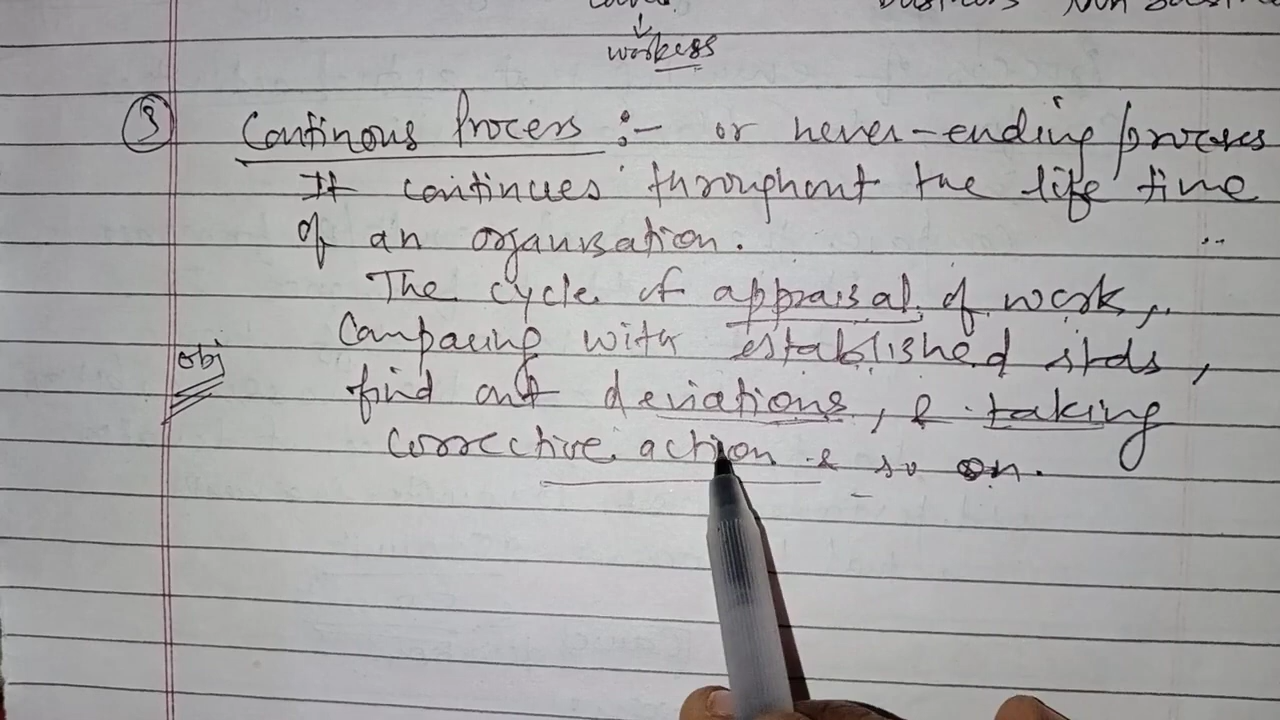 workers
③ Continous Process :- or never-ending process
It continues throughout the life time
of an organisation.
The cycle of appraisal of work,
Comparing with established stds,
obj
find out deviations, & taking
corrective action & so on.